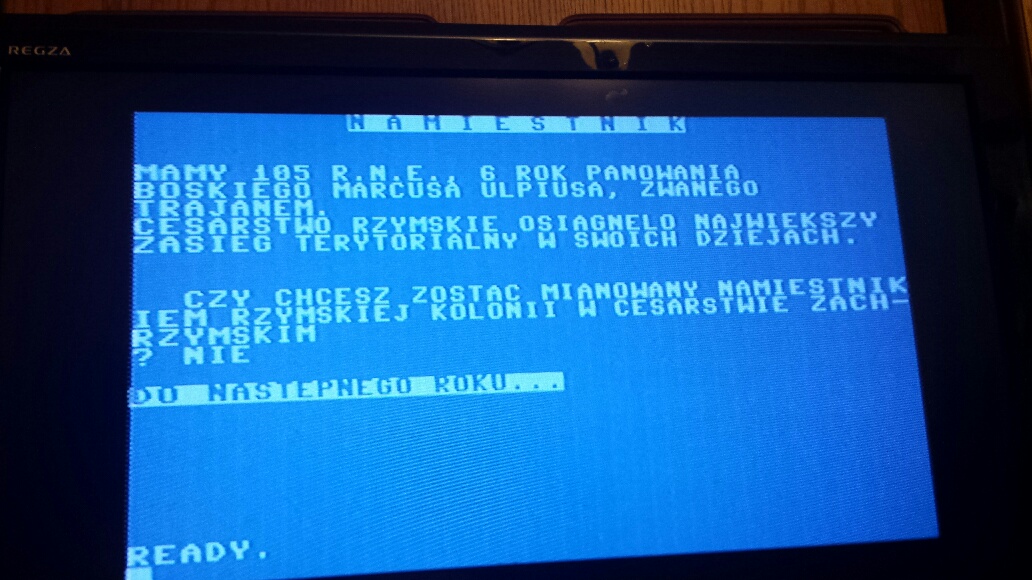 REGZA
NAMIESTNIK
MAMY 105 R.N.E., 6 ROK PANOWANIA
BOSKIEGO MARCUSA ULPIUSA, ZWANEGO
TRAJANEM.
CESARSTWO RZYMSKIE OSIAGNELO NAJWIEKSZY
ZASIEG TERYTORIALNY W SWOICH DZIEJACH.
CZY CHCESZ ZOSTAC MIANOWANY NAMIESTNIK
IEM RZYMSKIEJ KOLONII W CESARSTWIE ZACH-
RZYMSKIM
? NIE
DO NASTEPNEGO ROKU...
READY.